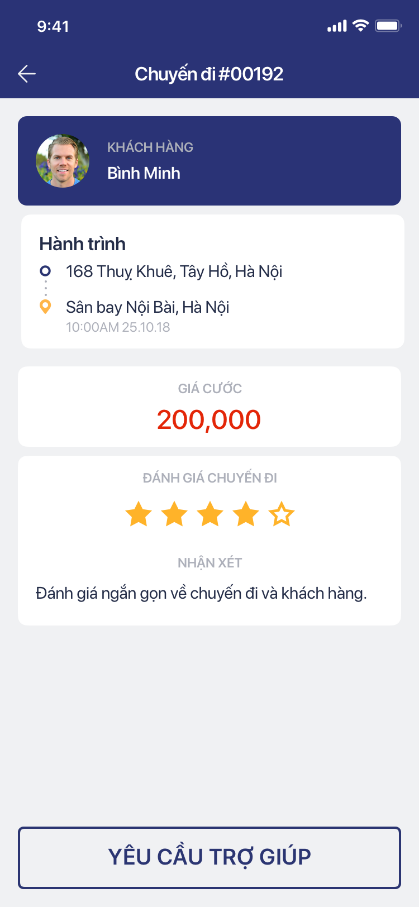 9:41
Chuyến đi #00192
KHÁCH HÀNG
Bình Minh
Hành trình
168 Thuỵ Khuê, Tây Hồ, Hà Nội
Sân bay Nội Bài, Hà Nội
10:00AM 25.10.18
GIÁ CƯỚC
200,000
ĐÁNH GIÁ CHUYẾN ĐI
NHẬN XÉT
Đánh giá ngắn gọn về chuyến đi và khách hàng.
YÊU CẦU TRỢ GIÚP